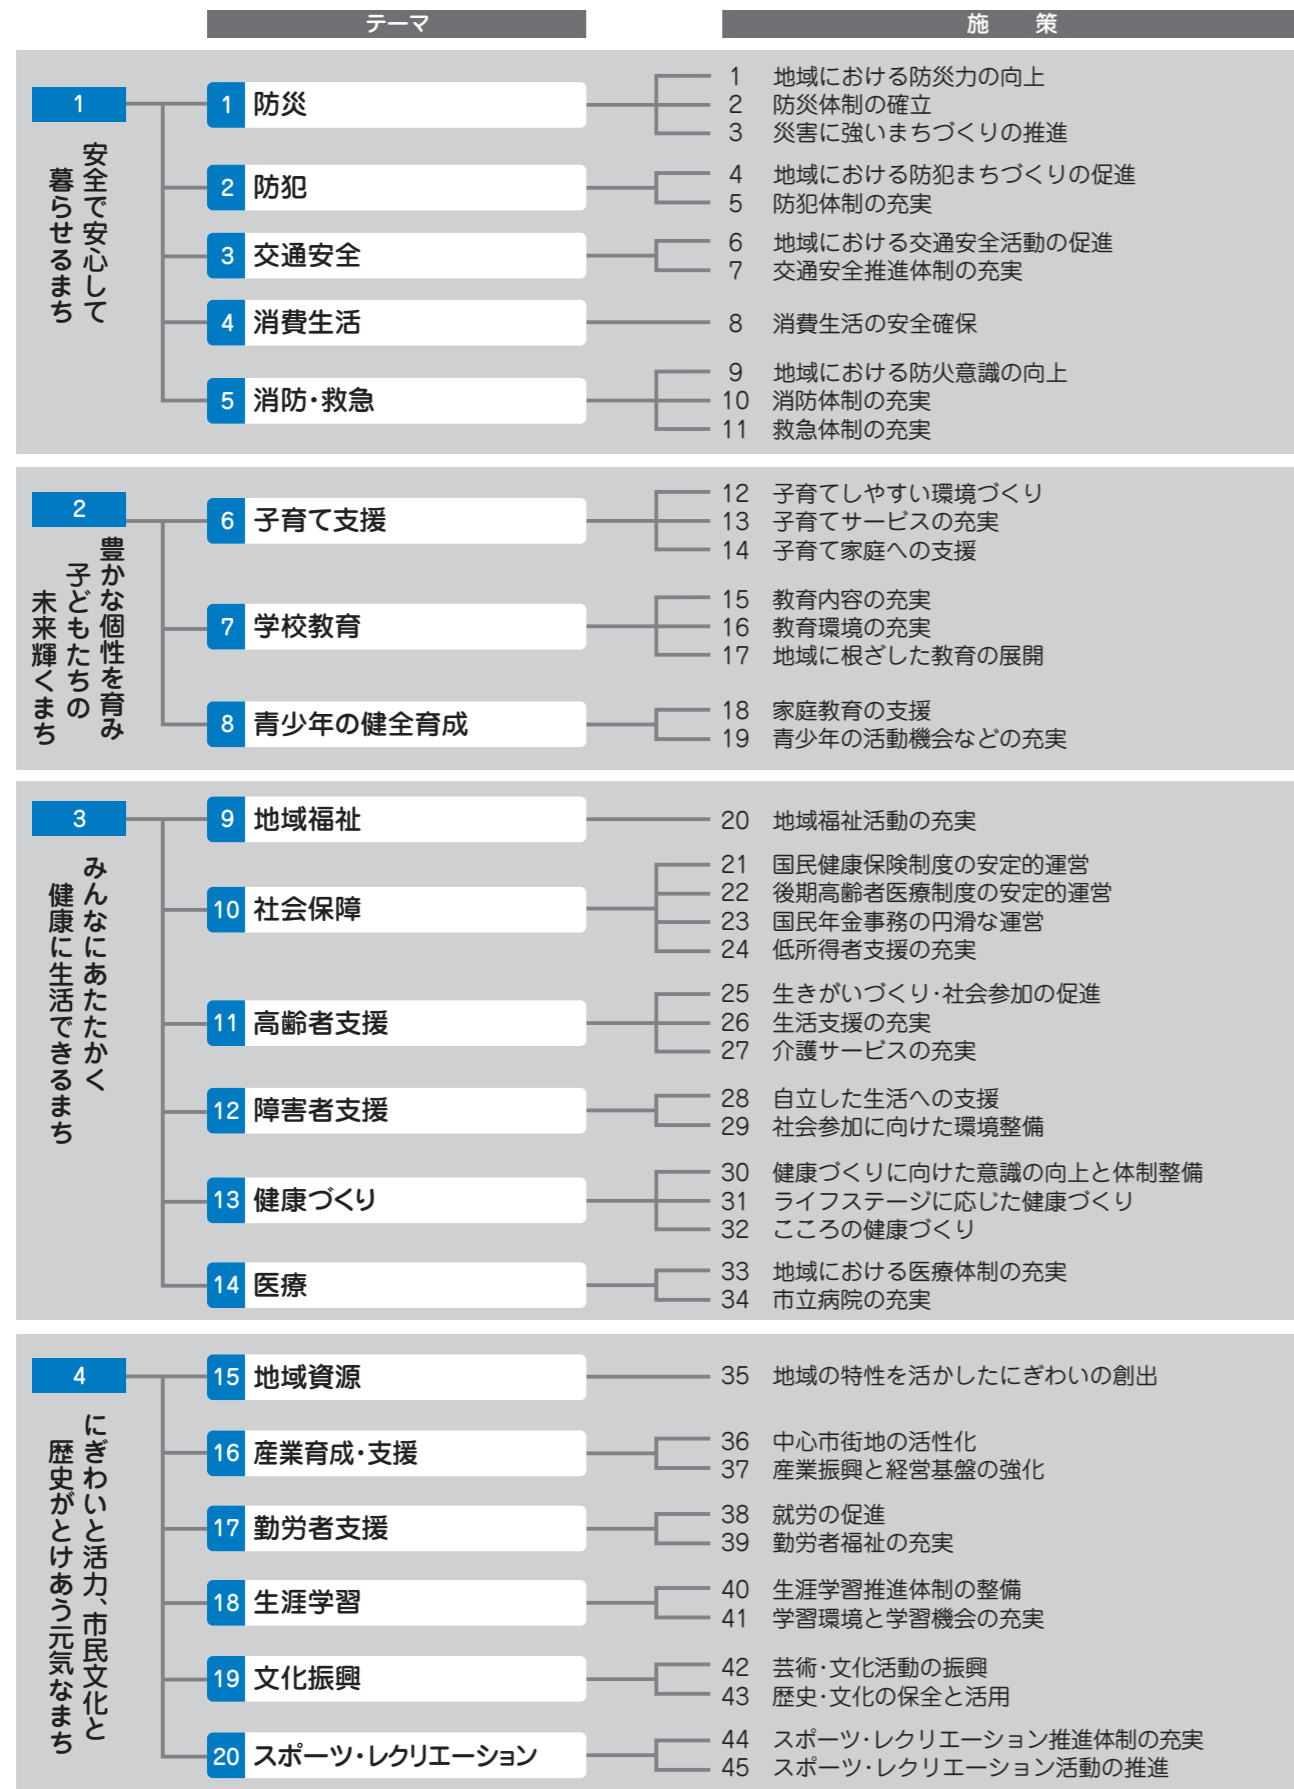 テーマ
施 策
1
安全で安心して
暮らせるまち
1 防災
1 地域における防災力の向上
2 防災体制の確立
3 災害に強いまちづくりの推進
2 防犯
4 地域における防犯まちづくりの促進
5 防犯体制の充実
3 交通安全
6 地域における交通安全活動の促進
7 交通安全推進体制の充実
4 消費生活
8 消費生活の安全確保
5 消防・救急
9 地域における防火意識の向上
10 消防体制の充実
11 救急体制の充実
2
豊かな個性を育み
子どもたちの
未来輝くまち
6 子育て支援
12 子育てしやすい環境づくり
13 子育てサービスの充実
14 子育て家庭への支援
7 学校教育
15 教育内容の充実
16 教育環境の充実
17 地域に根ざした教育の展開
8 青少年の健全育成
18 家庭教育の支援
19 青少年の活動機会などの充実
3
みんなにあたたかく
健康に生活できるまち
9 地域福祉
20 地域福祉活動の充実
10 社会保障
21 国民健康保険制度の安定的運営
22 後期高齢者医療制度の安定的運営
23 国民年金事務の円滑な運営
24 低所得者支援の充実
11 高齢者支援
25 生きがいづくり・社会参加の促進
26 生活支援の充実
27 介護サービスの充実
12 障害者支援
28 自立した生活への支援
29 社会参加に向けた環境整備
13 健康づくり
30 健康づくりに向けた意識の向上と体制整備
31 ライフステージに応じた健康づくり
32 こころの健康づくり
14 医療
33 地域における医療体制の充実
34 市立病院の充実
4
にぎわいと活力、市民文化と
歴史がとけあう元気なまち
15 地域資源
35 地域の特性を活かしたにぎわいの創出
16 産業育成・支援
36 中心市街地の活性化
37 産業振興と経営基盤の強化
17 勤労者支援
38 就労の促進
39 勤労者福祉の充実
18 生涯学習
40 生涯学習推進体制の整備
41 学習環境と学習機会の充実
19 文化振興
42 芸術・文化活動の振興
43 歴史・文化の保全と活用
20 スポーツ・レクリエーション
44 スポーツ・レクリエーション推進体制の充実
45 スポーツ・レクリエーション活動の推進